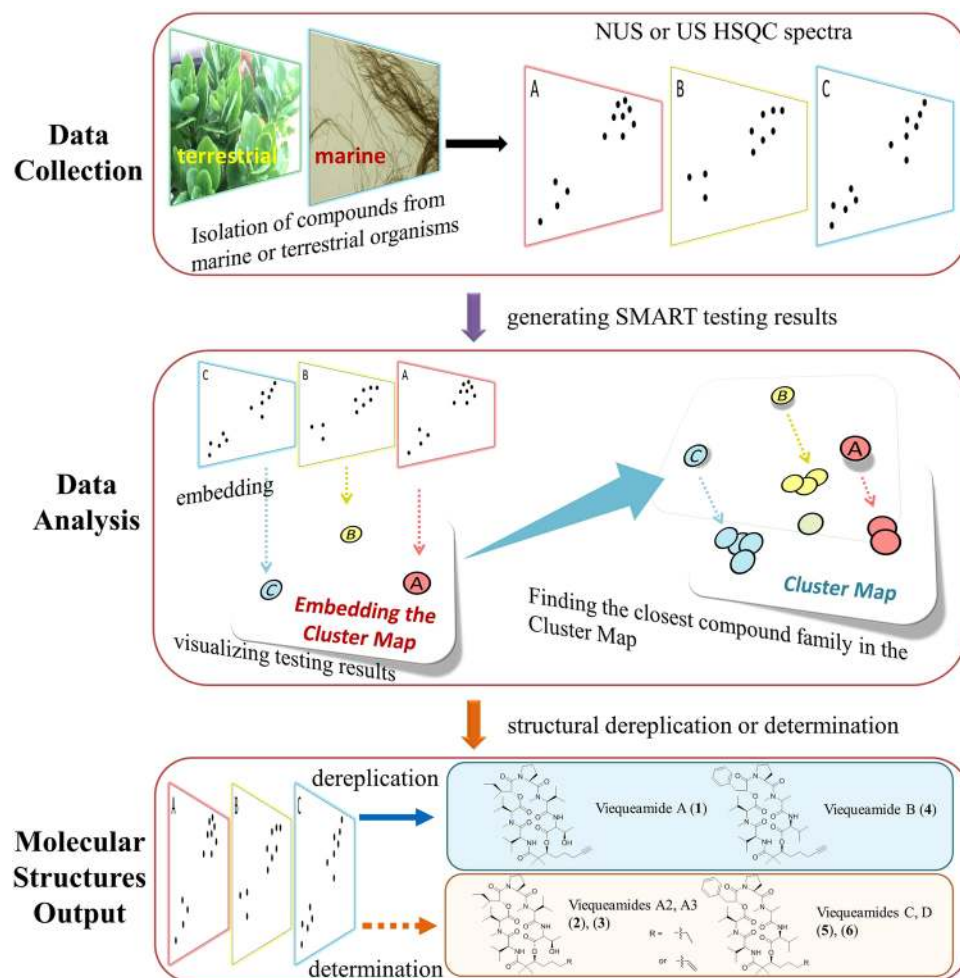 NUS or US HSQC spectra
Data
Collection
terrestrial
marine
A
B
C
Isolation of compounds from
marine or terrestrial organisms
generating SMART testing results
Data
Analysis
C
B
A
embedding
B
C
A
Embedding the
Cluster Map
visualizing testing results
B
C
A
Cluster Map
Finding the closest compound family in the
Cluster Map
structural dereplication or determination
Molecular
Structures
Output
A
B
C
dereplication
determination
Viequeamide A (1)
Viequeamide B (4)
Viequeamides A2, A3
(2), (3)
R =
or
Viequeamides C, D
(5), (6)